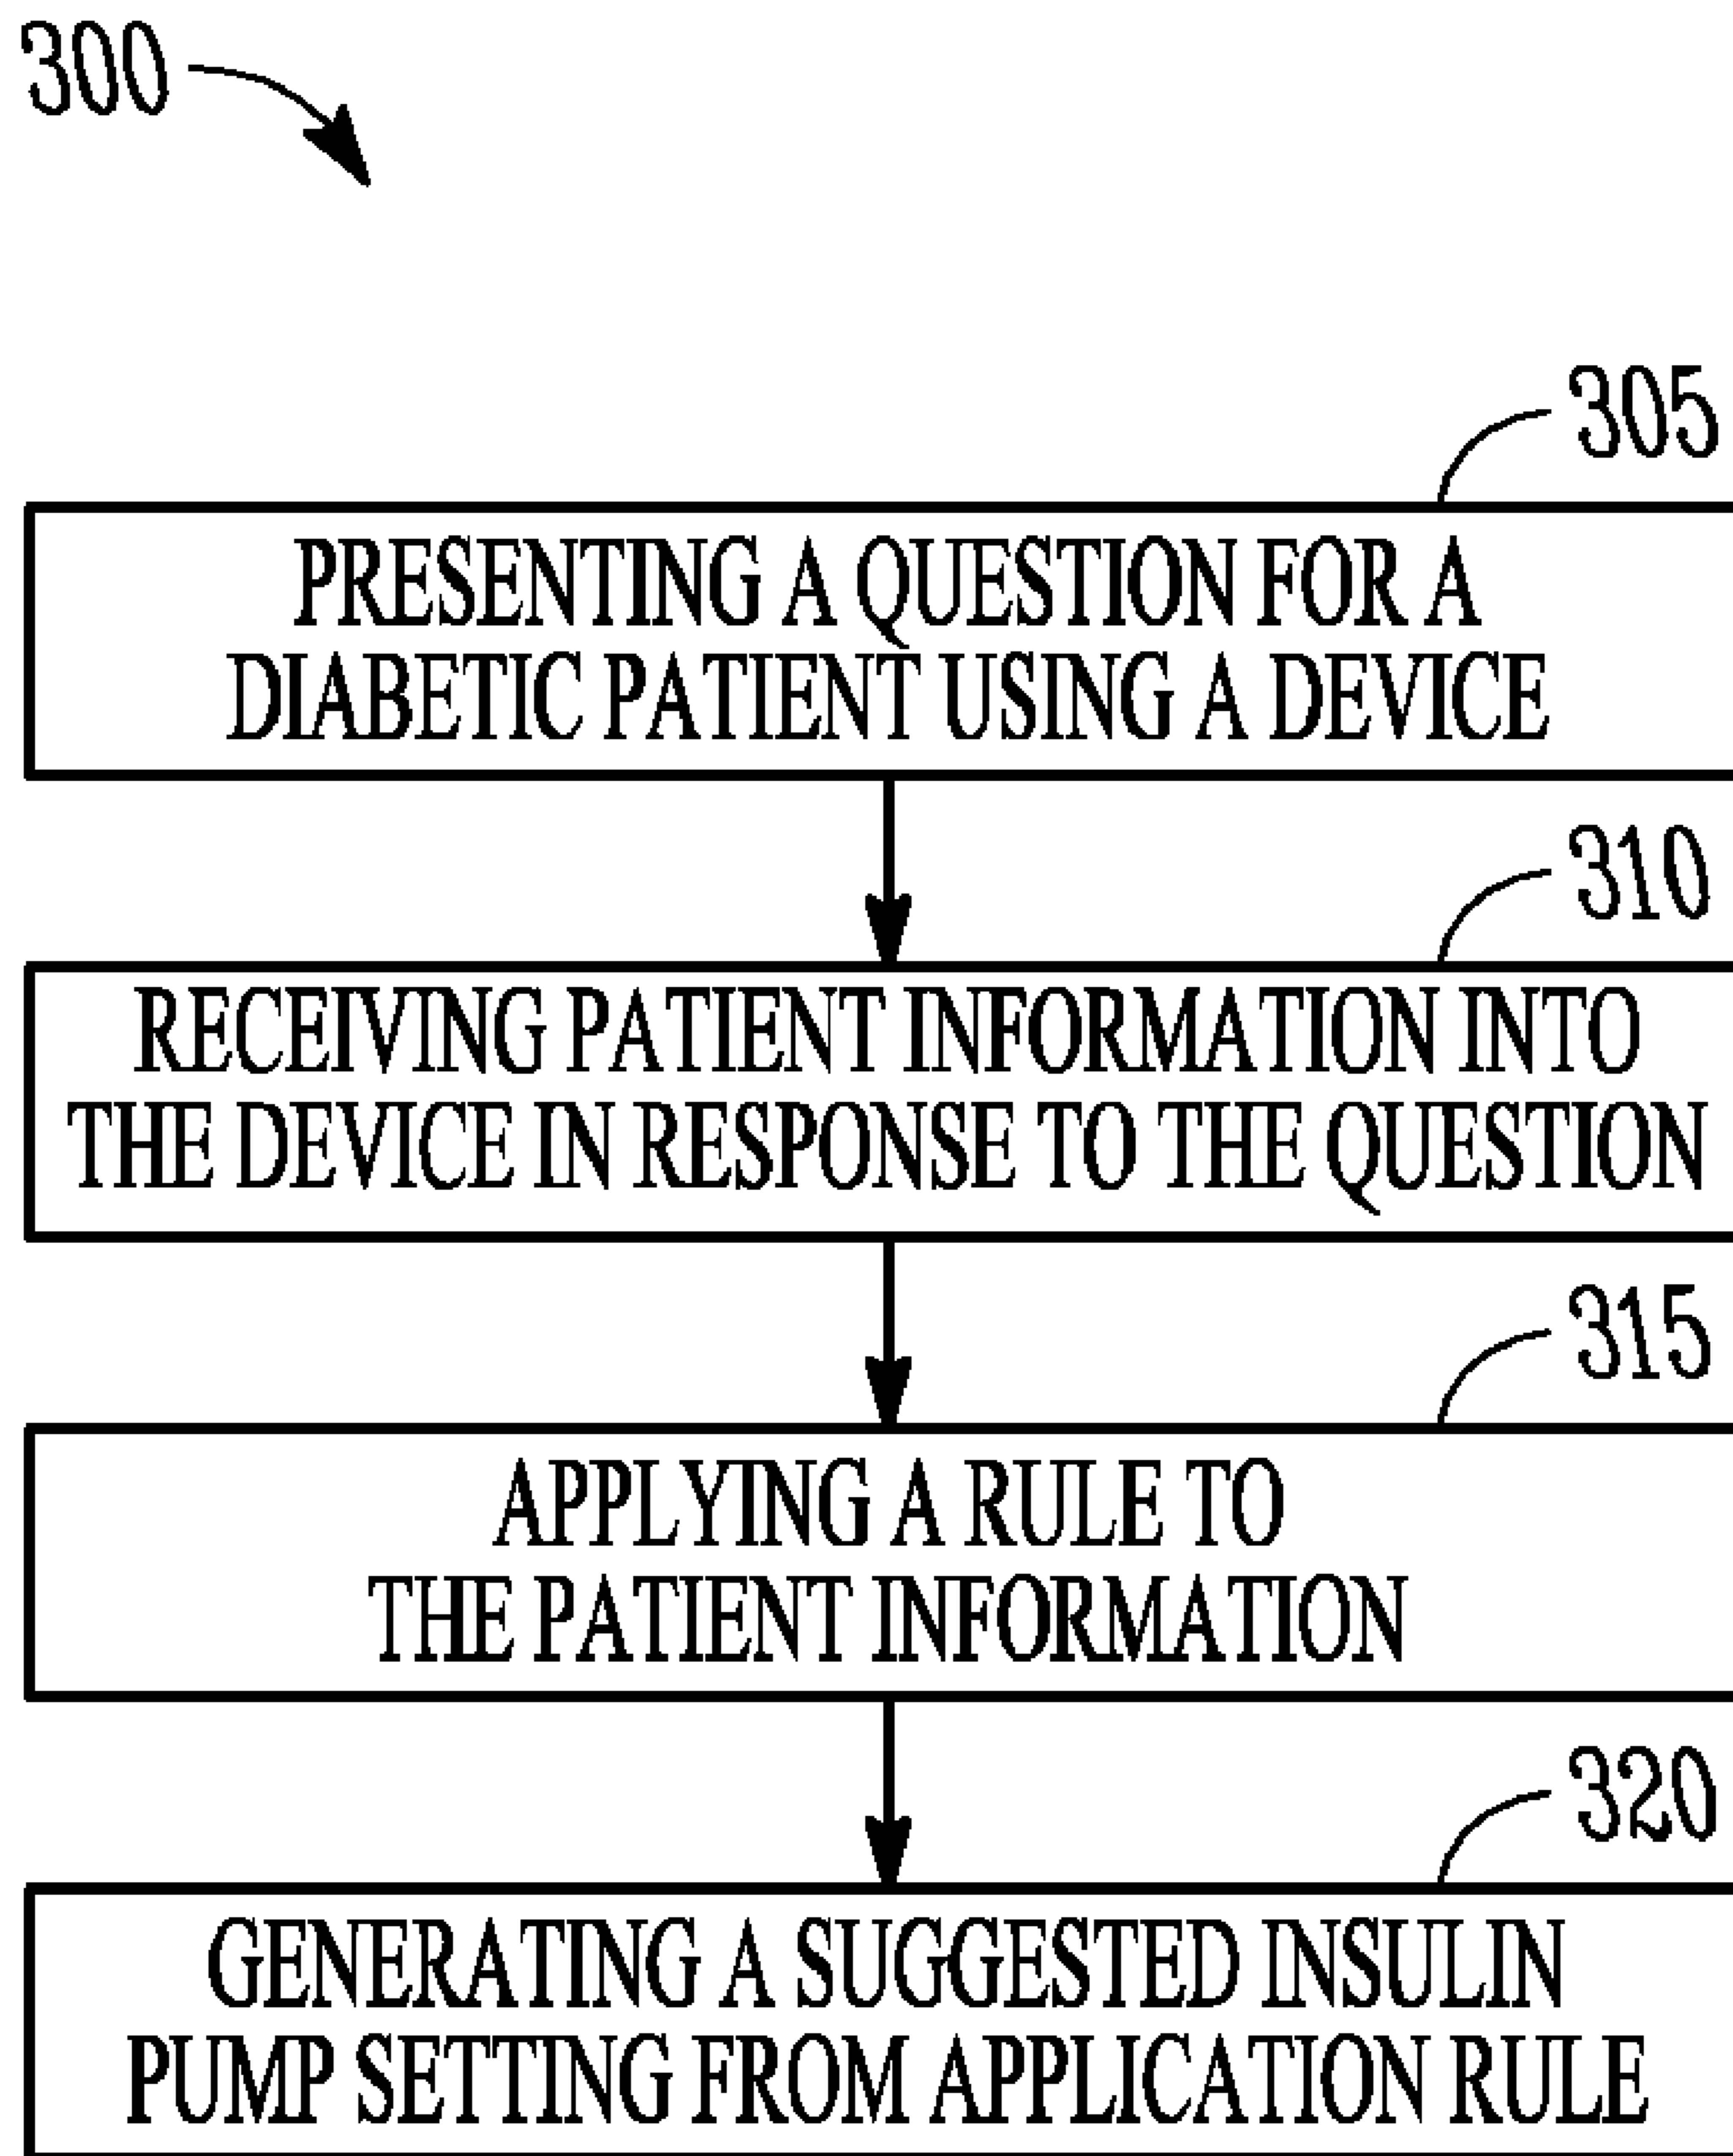 300
305
PRESENTING A QUESTION FOR A
DIABETIC PATIENT USING A DEVICE
310
RECEIVING PATIENT INFORMATION INTO
THE DEVICE IN RESPONSE TO THE QUESTION
315
APPLYING A RULE TO
THE PATIENT INFORMATION
320
GENERATING A SUGGESTED INSULIN
PUMP SETTING FROM APPLICATION RULE